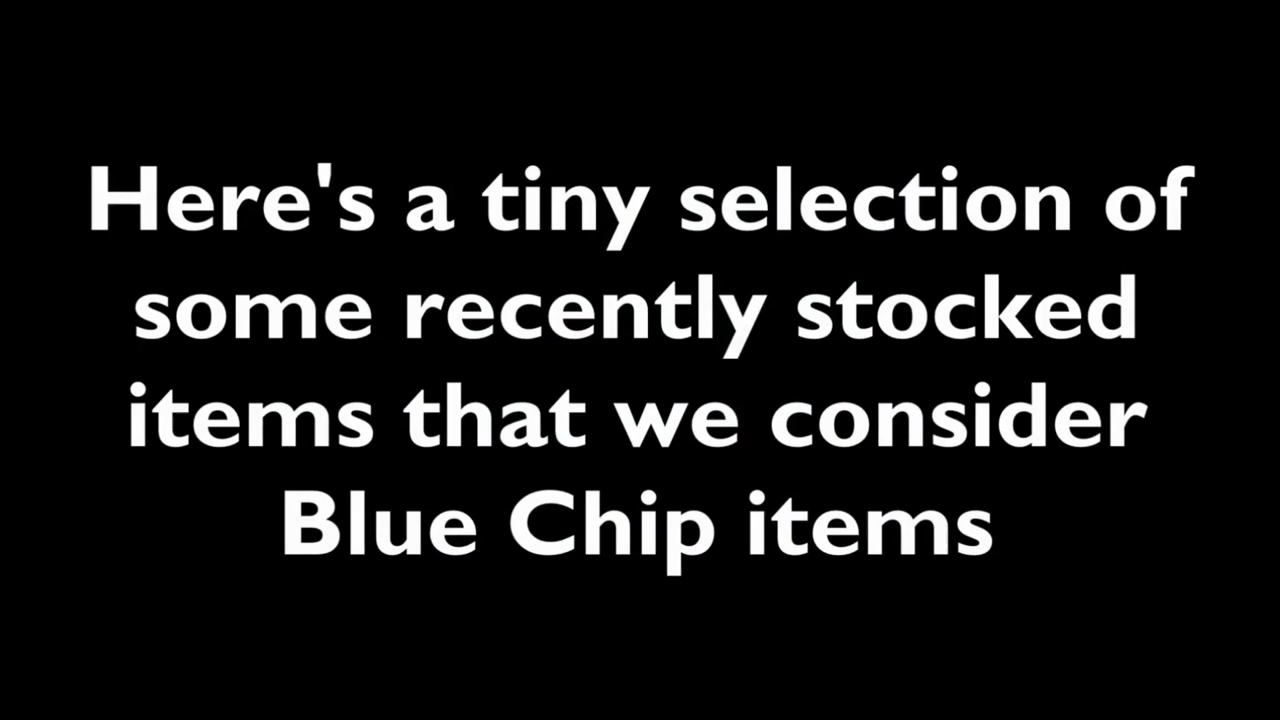 Here's a tiny selection of
some recently stocked
items that we consider
Blue Chip items